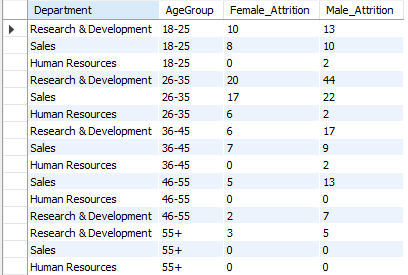 Department AgeGroup Female_Attrition Male_Attrition
Research & Development 18-25 10 13
Sales 18-25 8 10
Human Resources 18-25 0 2
Research & Development 26-35 20 44
Sales 26-35 17 22
Human Resources 26-35 6 2
Research & Development 36-45 6 17
Sales 36-45 7 9
Human Resources 36-45 0 2
Sales 46-55 5 13
Human Resources 46-55 0 0
Research & Development 46-55 2 7
Research & Development 55+ 3 5
Sales 55+ 0 0
Human Resources 55+ 0 0